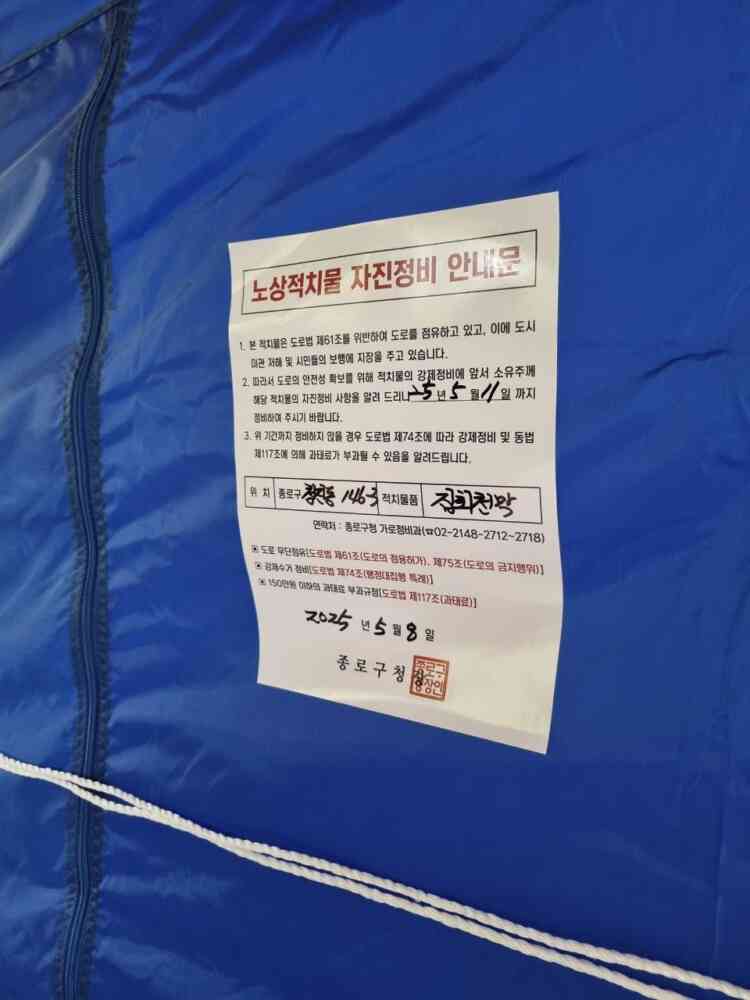 노상적치물 자진정비 안내문
1. 본 적치물은 도로법 제61조를 위반하여 도로를 점유하고 있고, 이에 도시
미관 저해 및 시민들의 보행에 지장을 주고 있습니다.
2. 따라서 도로의 안전성 확보를 위해 적치물의 강제정비에 앞서 소유주께
해당 적치물의 자진정비 사항을 알려 드리니 25년 5월 11일 까지
정비하여 주시기 바랍니다.
3. 위 기간까지 정비하지 않을 경우 도로법 제74조에 따라 강제정비 및 동법
제117조에 의해 과태료가 부과될 수 있음을 알려드립니다.
위 치 종로구 146-3 적치물품 집회천막
연락처 : 종로구청 가로정비과(☎02-2148-2712~2718)
▣ 도로 무단점유[도로법 제61조(도로의 점용허가), 제75조(도로의 금지행위)]
▣ 강제수거 정비[도로법 제74조(행정대집행 특례)]
▣ 150만원 이하의 과태료 부과규정[도로법 제117조(과태료)]
2025 년 5 월 8 일
종로구청장
종로구
청장인